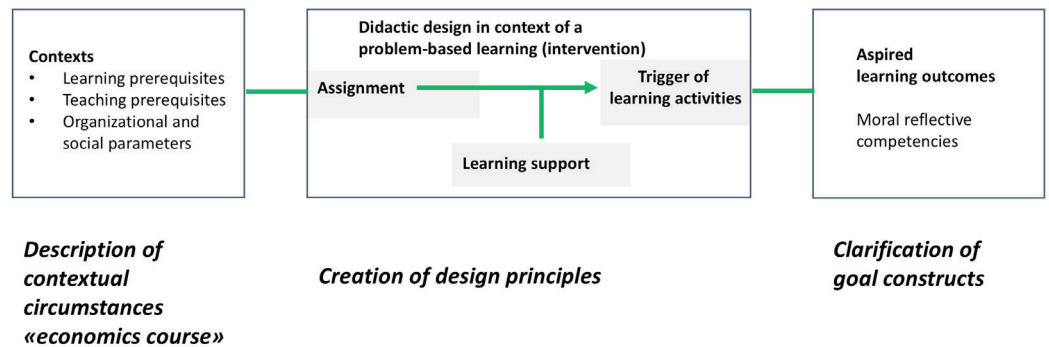 Contexts
• Learning prerequisites
• Teaching prerequisites
• Organizational and
social parameters
Didactic design in context of a
problem-based learning (intervention)
Assignment
Trigger of
learning activities
Learning support
Aspired
learning outcomes
Moral reflective
competencies
Description of
contextual
circumstances
«economics course»
Creation of design principles
Clarification of
goal constructs